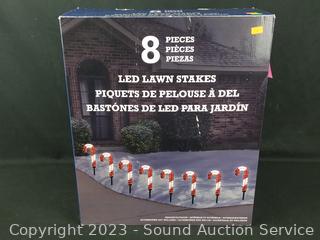 8 PIECES
PIÈCES
PIEZAS
LED LAWN STAKES
PIQUETS DE PELOUSE À DEL
BASTÓNES DE LED PARA JARDÍN
Copyright 2023 - Sound Auction Service